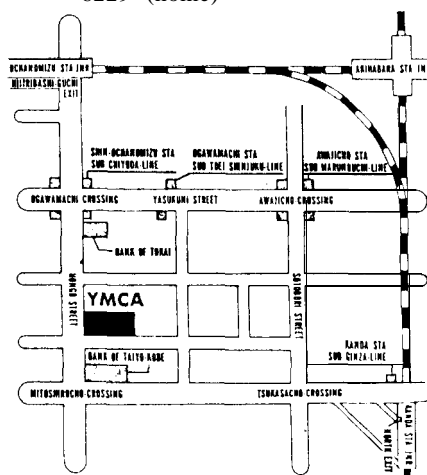 6229 (home)
OCHANOMIZU STA JNR
HIJIRIBASHI-GUCHI
EXIT
AKIHABARA STA JNR
SHIN-OCHANOMIZU STA
SUB CHIYODA-LINE
OGAWAMACHI STA
SUB TOEI SHINJUKU-LINE
AWAJICHO STA
SUB MARUNOUCHI-LINE
OGAWAMACHI CROSSING
YASUKUNI STREET
AWAJICHO-CROSSING
BANK OF TOKAI
HONGO STREET
YMCA
SOTOBORI STREET
BANK OF TAIYO-KOBE
KANDA STA
SUB GINZA-LINE
MITOSHIROCHO-CROSSING
TSUKASACHO-CROSSING
NORTH EXIT
KANDA STA JNR